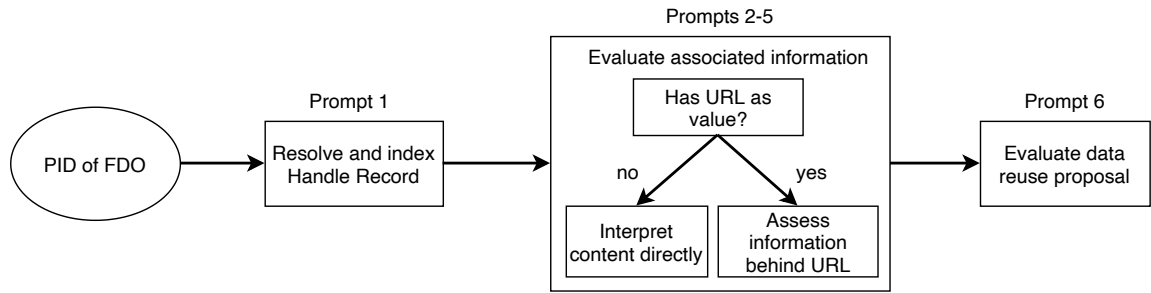 PID of FDO
Prompt 1
Resolve and index
Handle Record
Prompts 2-5
Evaluate associated information
Has URL as
value?
no
yes
Interpret
content directly
Assess
information
behind URL
Prompt 6
Evaluate data
reuse proposal